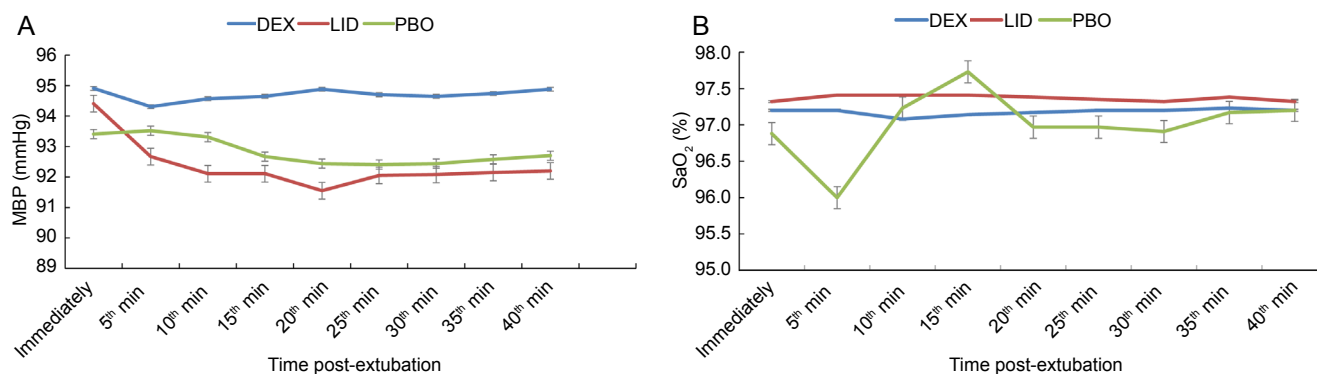 A
DEX LID PBO
MBP (mmHg)
96
95
94
93
92
91
90
89
Immediately
5th min
10th min
15th min
20th min
25th min
30th min
35th min
40th min
Time post-extubation
B
DEX LID PBO
SaO2 (%)
98.0
97.5
97.0
96.5
96.0
95.5
95.0
Immediately
5th min
10th min
15th min
20th min
25th min
30th min
35th min
40th min
Time post-extubation